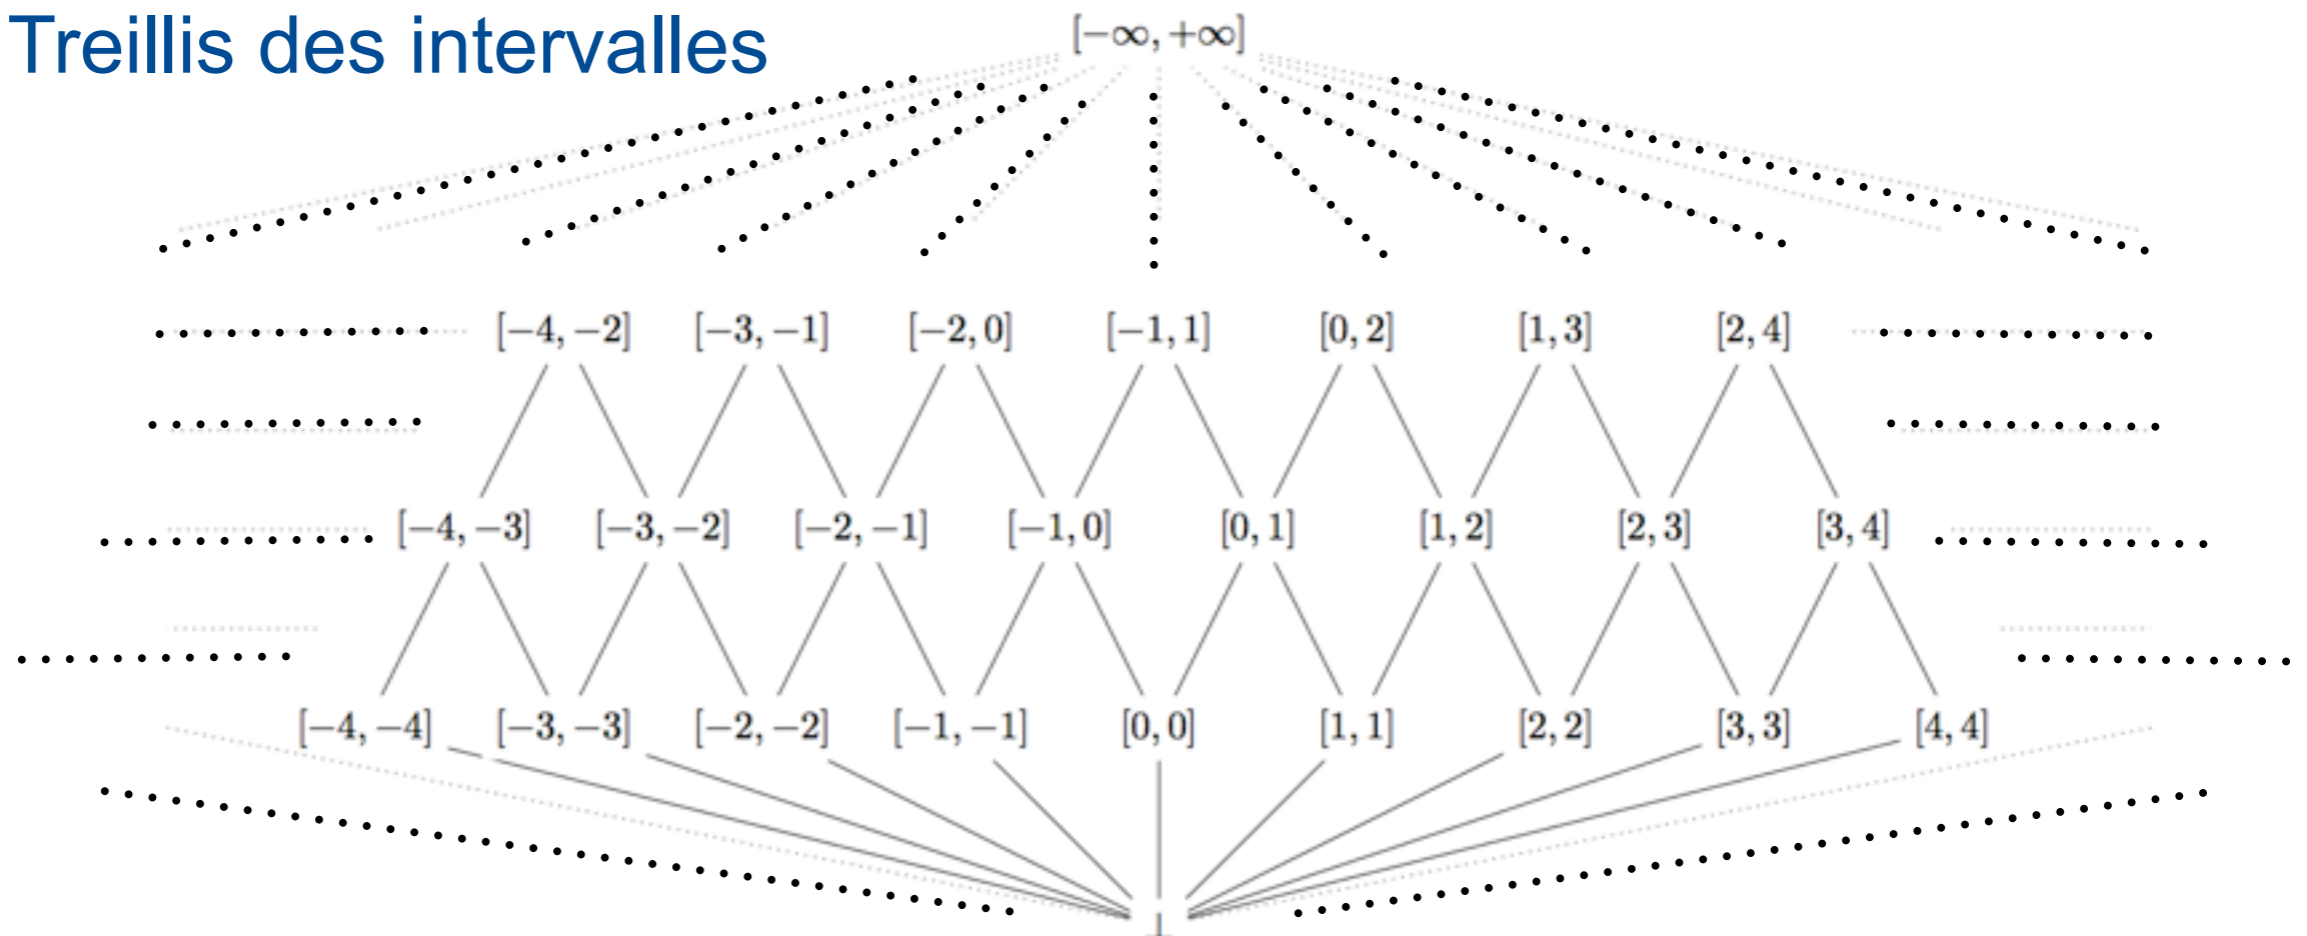 Treillis des intervalles
[−∞, +∞]
[−4, −2] [−3, −1] [−2, 0] [−1, 1] [0, 2] [1, 3] [2, 4]
[−4, −3] [−3, −2] [−2, −1] [−1, 0] [0, 1] [1, 2] [2, 3] [3, 4]
[−4, −4] [−3, −3] [−2, −2] [−1, −1] [0, 0] [1, 1] [2, 2] [3, 3] [4, 4]
⊥